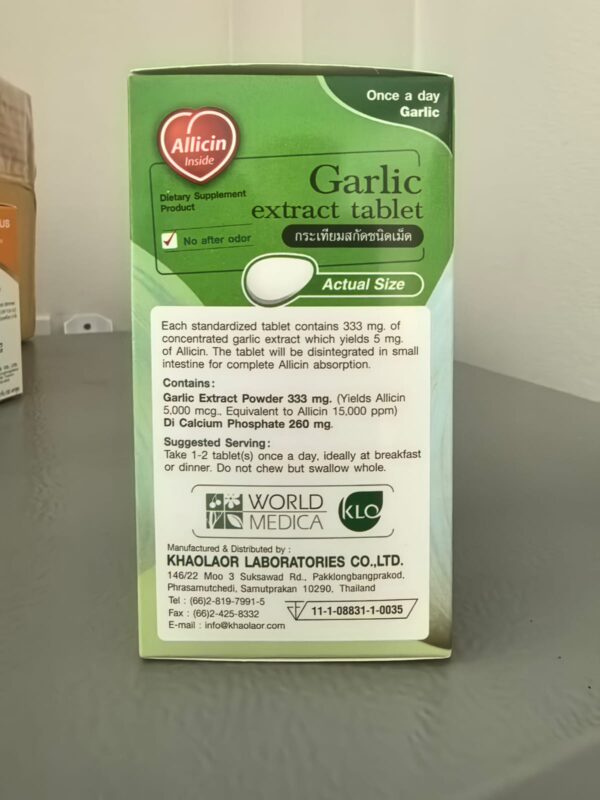 Once a day
Garlic
Allicin
Inside
Dietary Supplement
Product
No after odor
Garlic
extract tablet
กระเทียมสกัดชนิดเม็ด
Actual Size
Each standardized tablet contains 333 mg. of
concentrated garlic extract which yields 5 mg.
of Allicin. The tablet will be disintegrated in small
intestine for complete Allicin absorption.
Contains:
Garlic Extract Powder 333 mg. (Yields Allicin
5,000 mcg., Equivalent to Allicin 15,000 ppm)
Di Calcium Phosphate 260 mg.
Suggested Serving:
Take 1-2 tablet(s) once a day, ideally at breakfast
or dinner. Do not chew but swallow whole.
WORLD
MEDICA
KLO
Manufactured & Distributed by :
KHAOLAOR LABORATORIES CO.,LTD.
146/22 Moo 3 Suksawad Rd., Pakklongbangprakod,
Phrasamutchedi, Samutprakan 10290, Thailand
Tel : (66)2-819-7991-5
Fax : (66)2-425-8332
E-mail : info@khaolaor.com
11-1-08831-1-0035